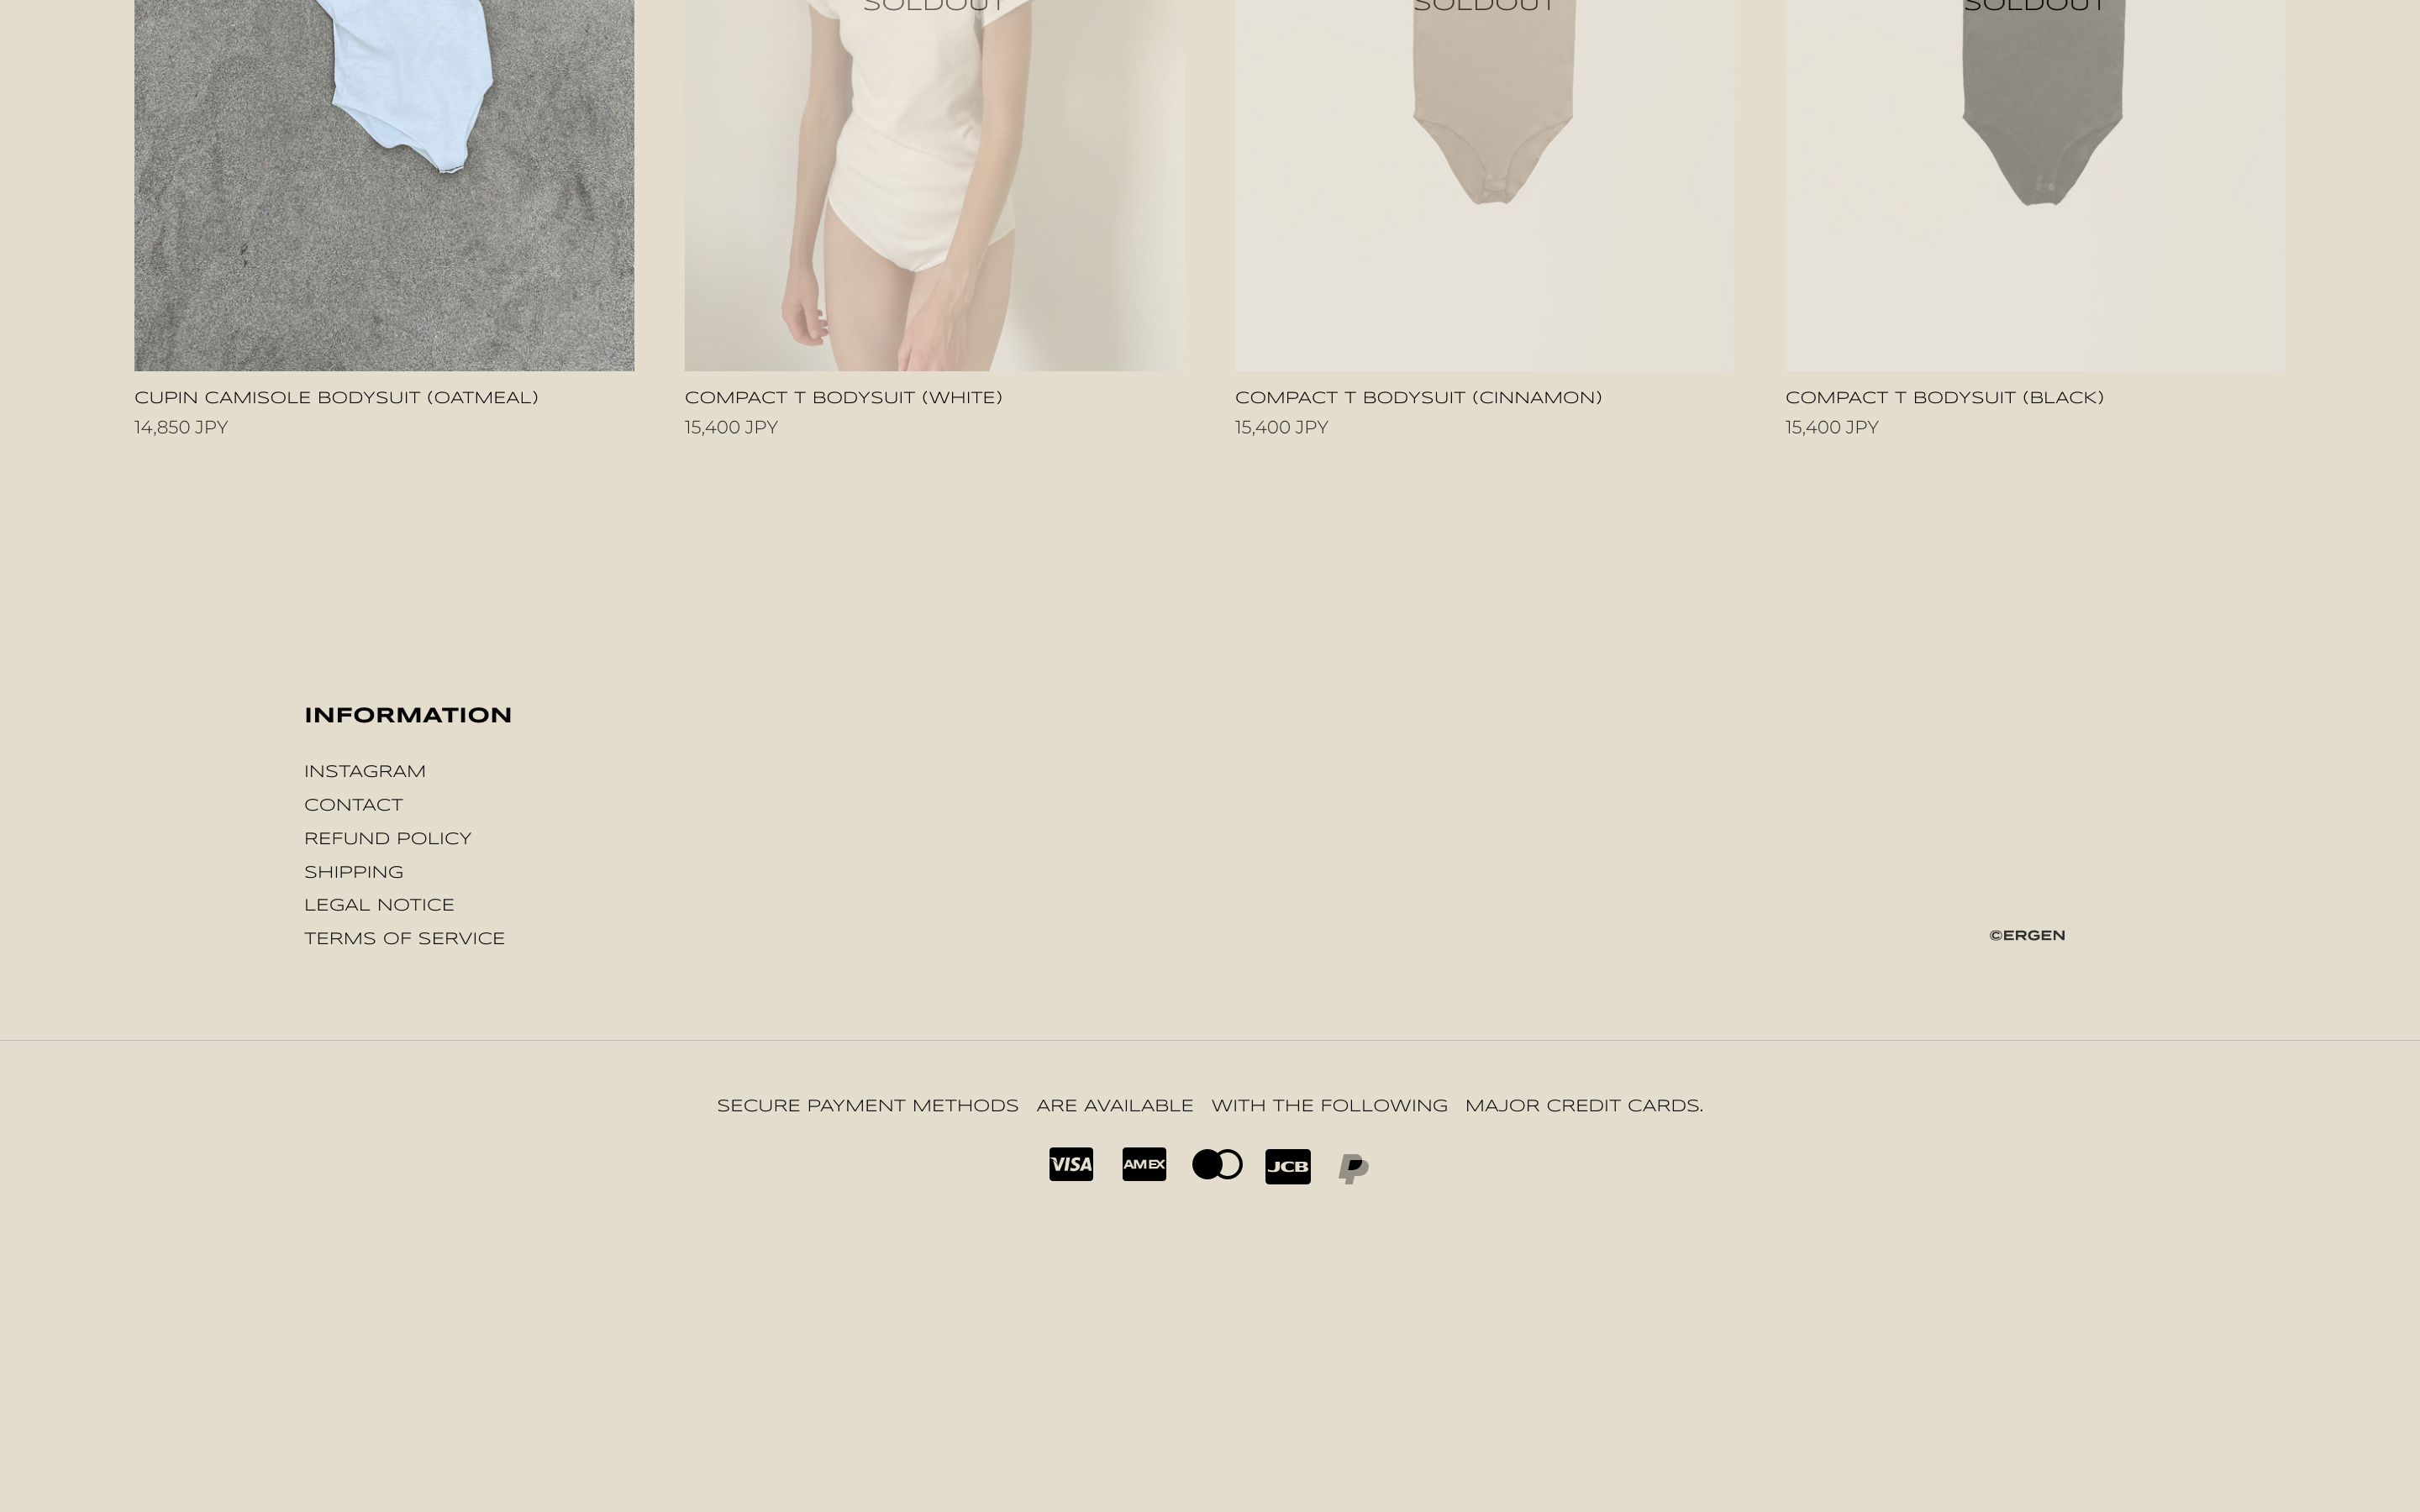 SOLDOUT
SOLDOUT
SOLDOUT
CUPIN CAMISOLE BODYSUIT (OATMEAL)
14,850 JPY
COMPACT T BODYSUIT (WHITE)
15,400 JPY
COMPACT T BODYSUIT (CINNAMON)
15,400 JPY
COMPACT T BODYSUIT (BLACK)
15,400 JPY
INFORMATION
INSTAGRAM
CONTACT
REFUND POLICY
SHIPPING
LEGAL NOTICE
TERMS OF SERVICE
©ERGEN
SECURE PAYMENT METHODS ARE AVAILABLE WITH THE FOLLOWING MAJOR CREDIT CARDS.
VISA
AMEX
JCB